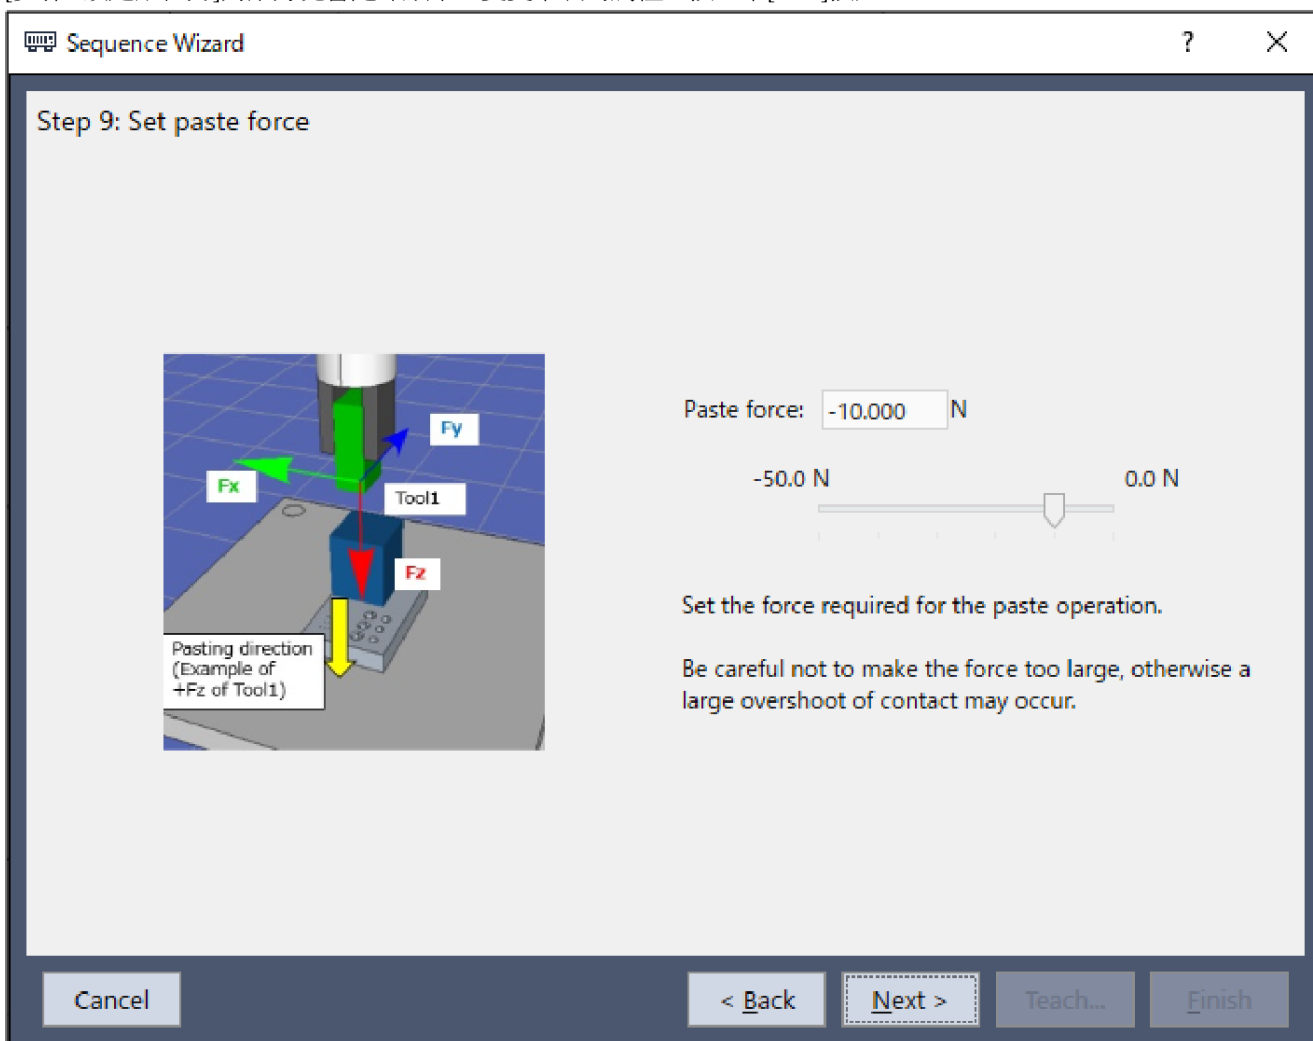 Sequence Wizard
?
Step 9: Set paste force
Fy
Fx
Tool1
Fz
Pasting direction
(Example of
+Fz of Tool1)
Paste force: -10.000 N
-50.0 N 0.0 N
Set the force required for the paste operation.
Be careful not to make the force too large, otherwise a
large overshoot of contact may occur.
Cancel < Back Next > Teach... Finish